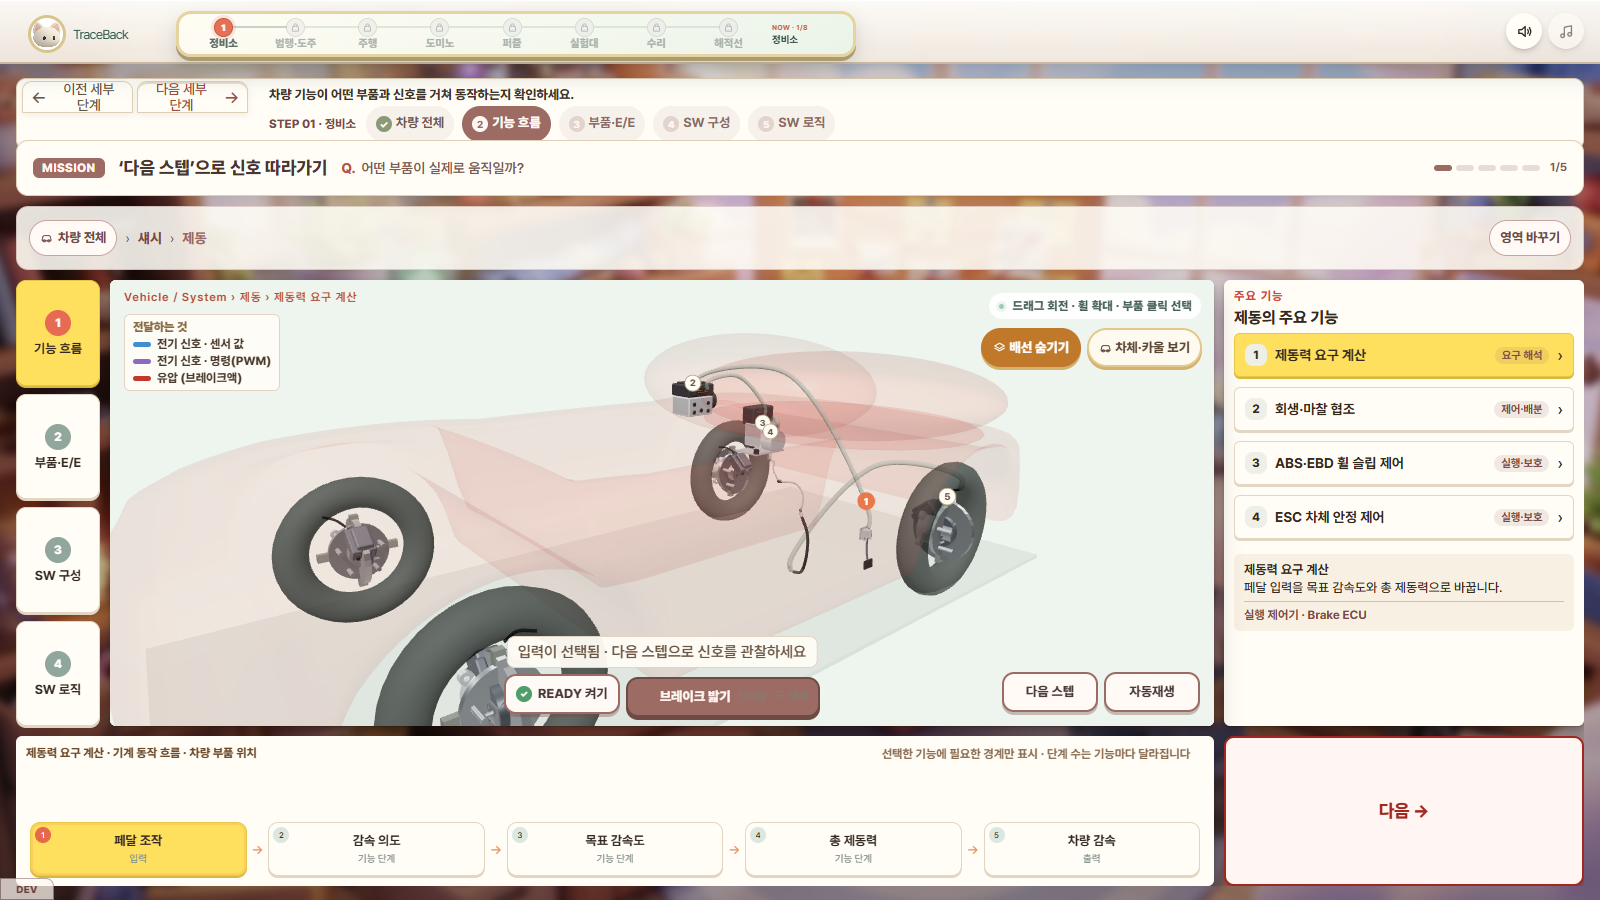 TraceBack
1
정비소
범행·도주
주행
도미노
퍼즐
실험대
수리
해적선
NOW · 1/8
정비소
이전 세부 단계
다음 세부 단계
차량 기능이 어떤 부품과 신호를 거쳐 동작하는지 확인하세요.
STEP 01 · 정비소
차량 전체
2 기능 흐름
3 부품·E/E
4 SW 구성
5 SW 로직
MISSION
‘다음 스텝’으로 신호 따라가기
Q. 어떤 부품이 실제로 움직일까?
1/5
차량 전체 › 섀시 › 제동
영역 바꾸기
1
기능 흐름
2
부품·E/E
3
SW 구성
4
SW 로직
Vehicle / System › 제동 › 제동력 요구 계산
전달하는 것
전기 신호 · 센서 값
전기 신호 · 명령(PWM)
유압 (브레이크액)
드래그 회전 · 휠 확대 · 부품 클릭 선택
배선 숨기기
차체·카울 보기
2
3
4
1
5
입력이 선택됨 · 다음 스텝으로 신호를 관찰하세요
READY 켜기
브레이크 밟기
다음 스텝
자동재생
주요 기능
제동의 주요 기능
1 제동력 요구 계산 요구 해석 ›
2 회생·마찰 협조 제어·배분 ›
3 ABS·EBD 휠 슬립 제어 실행·보호 ›
4 ESC 차체 안정 제어 실행·보호 ›
제동력 요구 계산
페달 입력을 목표 감속도와 총 제동력으로 바꿉니다.
실행 제어기 · Brake ECU
제동력 요구 계산 · 기계 동작 흐름 · 차량 부품 위치
선택한 기능에 필요한 경계만 표시 · 단계 수는 기능마다 달라집니다
1
페달 조작
입력
→
2
감속 의도
기능 단계
→
3
목표 감속도
기능 단계
→
4
총 제동력
기능 단계
→
5
차량 감속
출력
다음 →
DEV